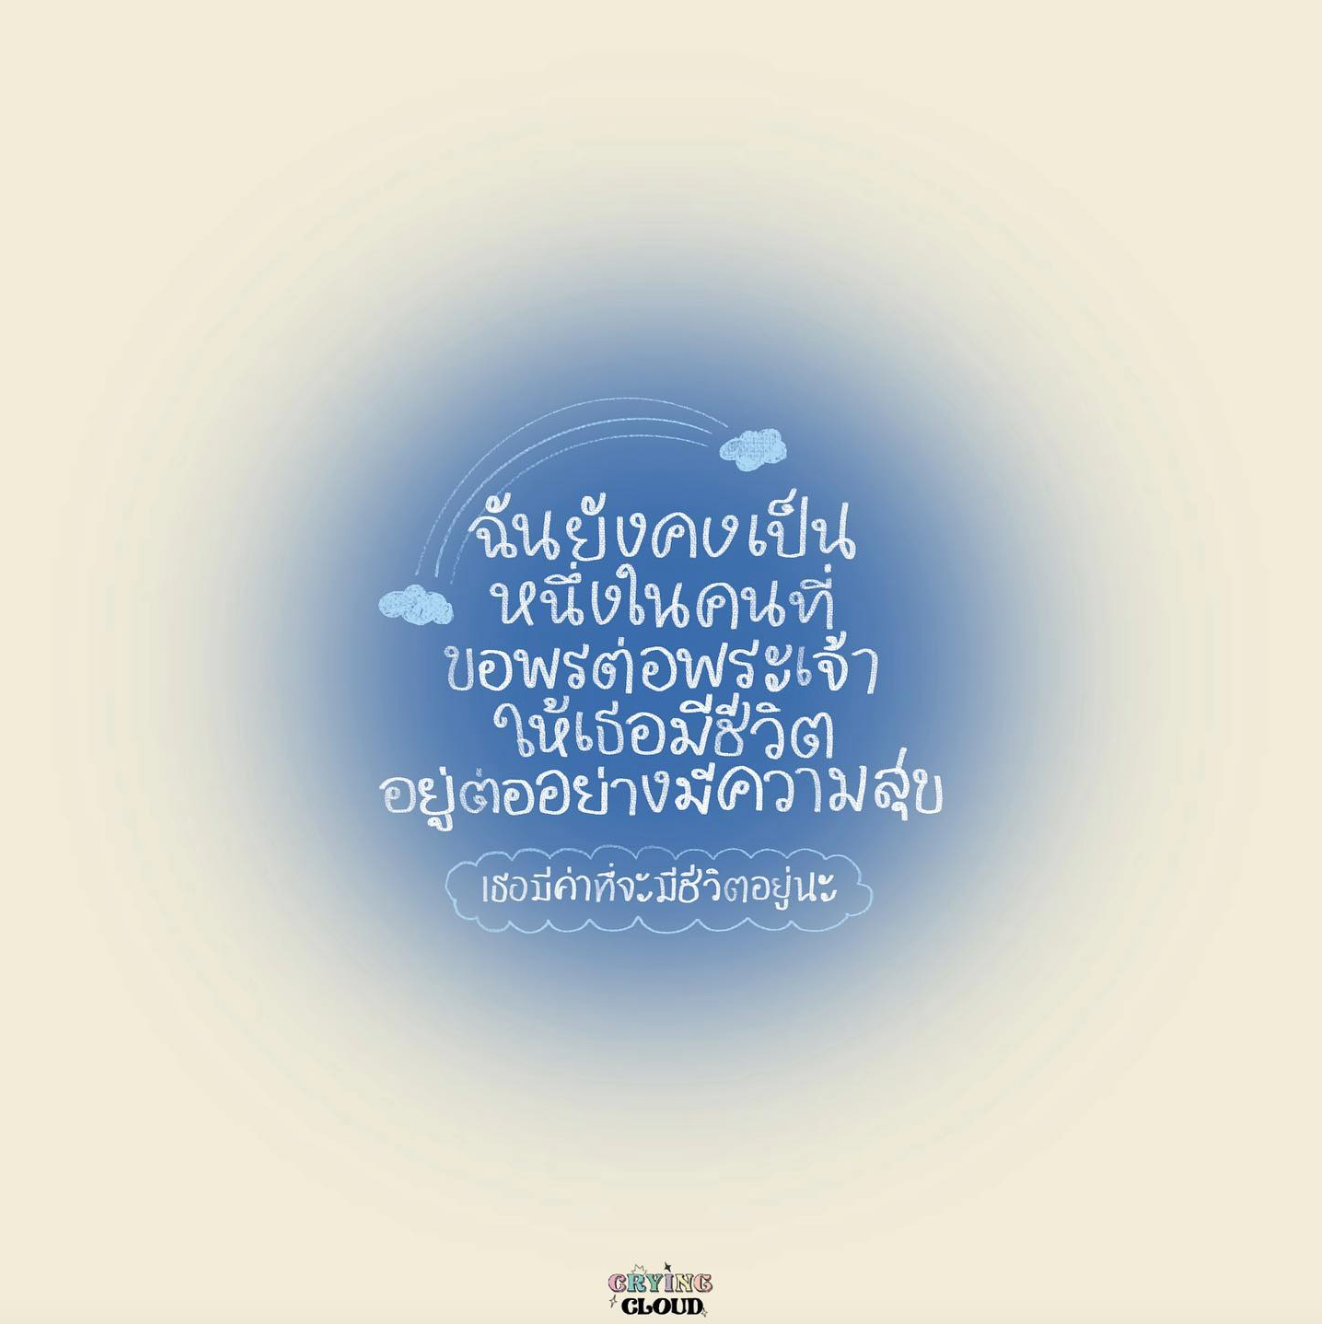 ฉันยังคงเป็น
หนึ่งในคนที่
ขอพรต่อพระเจ้า
ให้เธอมีชีวิต
อยู่ต่ออย่างมีความสุข
เธอมีค่าที่จะมีชีวิตอยู่นะ
CRYING
CLOUD